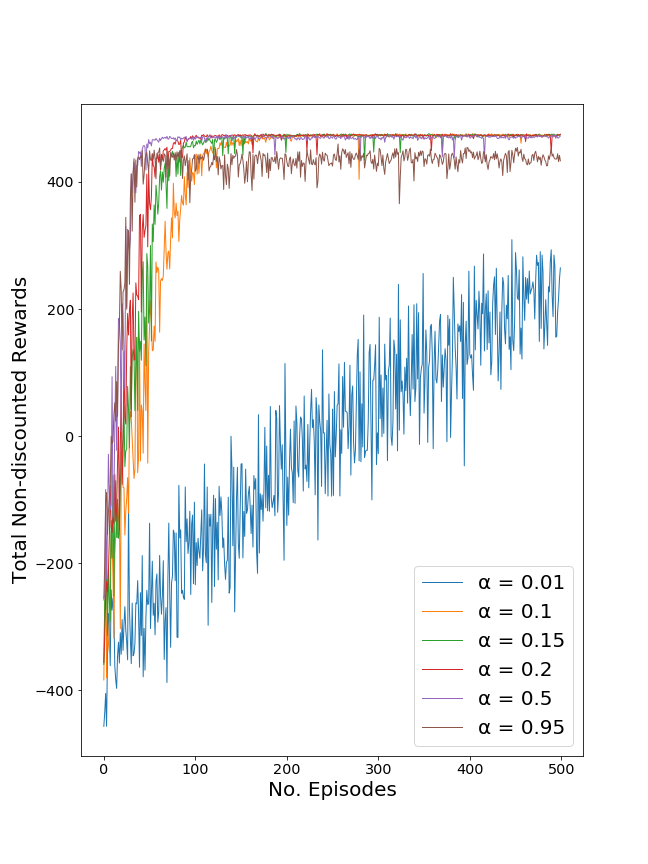 400
200
0
−200
−400
Total Non-discounted Rewards
α = 0.01
α = 0.1
α = 0.15
α = 0.2
α = 0.5
α = 0.95
0 100 200 300 400 500
No. Episodes